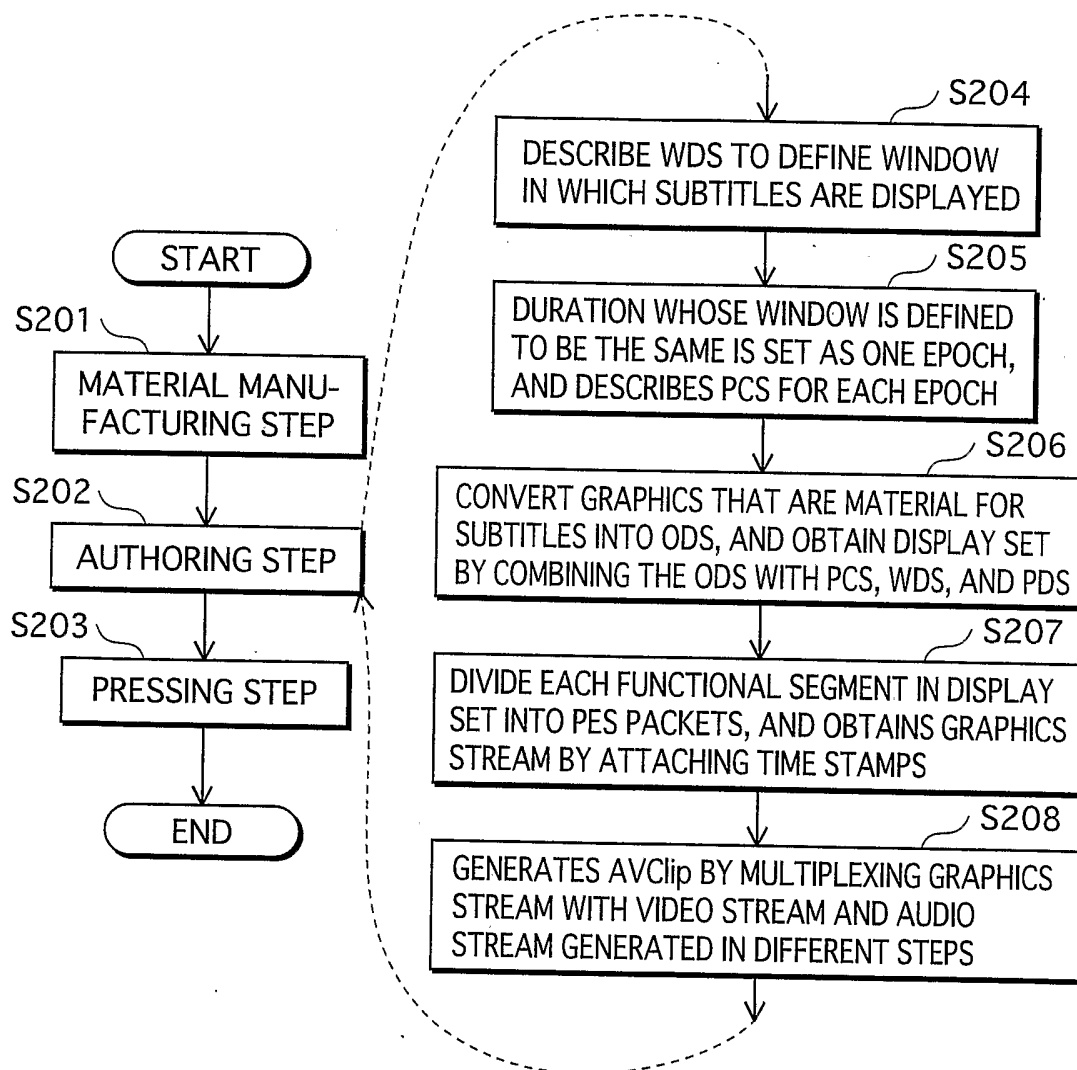 START
S201
MATERIAL MANU-
FACTURING STEP
S202
AUTHORING STEP
S203
PRESSING STEP
END
S204
DESCRIBE WDS TO DEFINE WINDOW
IN WHICH SUBTITLES ARE DISPLAYED
S205
DURATION WHOSE WINDOW IS DEFINED
TO BE THE SAME IS SET AS ONE EPOCH,
AND DESCRIBES PCS FOR EACH EPOCH
S206
CONVERT GRAPHICS THAT ARE MATERIAL FOR
SUBTITLES INTO ODS, AND OBTAIN DISPLAY SET
BY COMBINING THE ODS WITH PCS, WDS, AND PDS
S207
DIVIDE EACH FUNCTIONAL SEGMENT IN DISPLAY
SET INTO PES PACKETS, AND OBTAINS GRAPHICS
STREAM BY ATTACHING TIME STAMPS
S208
GENERATES AVClip BY MULTIPLEXING GRAPHICS
STREAM WITH VIDEO STREAM AND AUDIO
STREAM GENERATED IN DIFFERENT STEPS